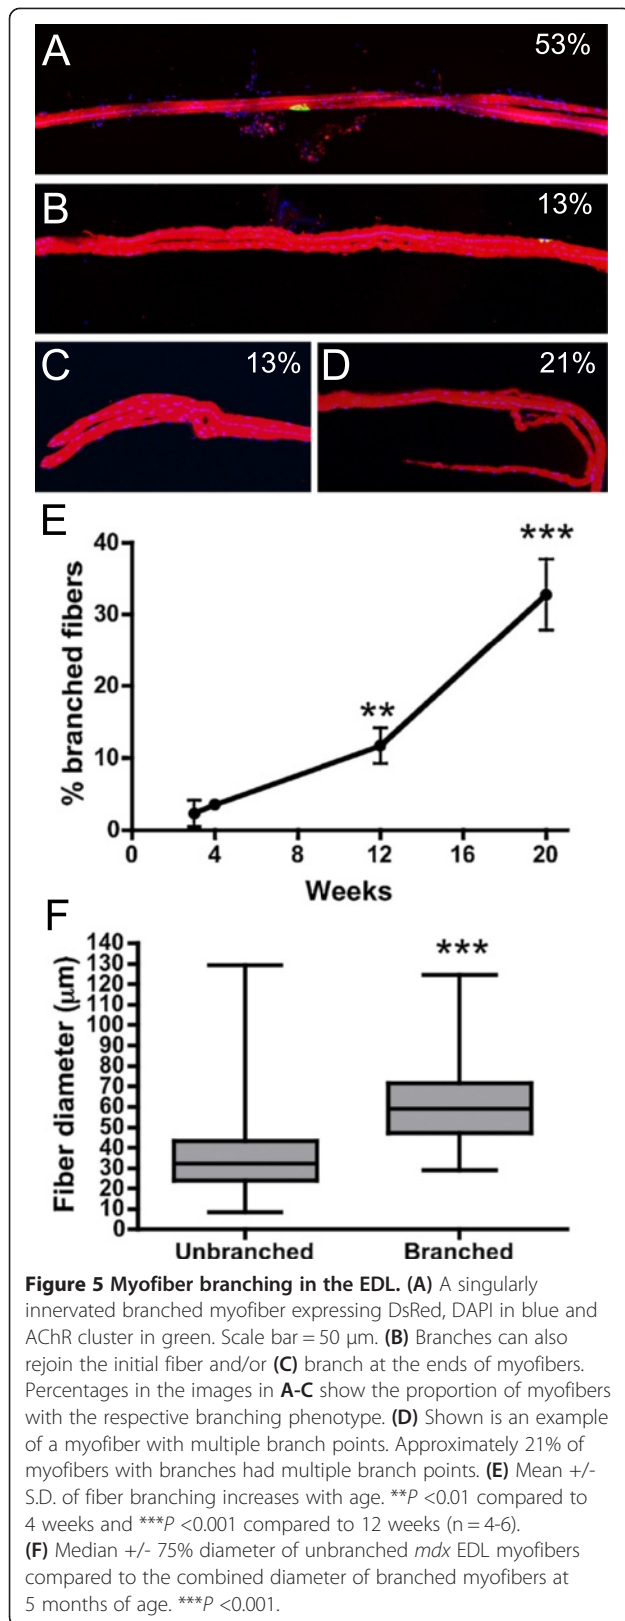 A
53%
B
13%
C
13%
D
21%
E
% branched fibers
40
30
20
10
0
***
**
0 4 8 12 16 20
Weeks
F
Fiber diameter (μm)
140
130
120
110
100
90
80
70
60
50
40
30
20
10
0
***
Unbranched Branched
Figure 5 Myofiber branching in the EDL. (A) A singularly
innervated branched myofiber expressing DsRed, DAPI in blue and
AChR cluster in green. Scale bar = 50 μm. (B) Branches can also
rejoin the initial fiber and/or (C) branch at the ends of myofibers.
Percentages in the images in A-C show the proportion of myofibers
with the respective branching phenotype. (D) Shown is an example
of a myofiber with multiple branch points. Approximately 21% of
myofibers with branches had multiple branch points. (E) Mean +/-
S.D. of fiber branching increases with age. **P <0.01 compared to
4 weeks and ***P <0.001 compared to 12 weeks (n = 4-6).
(F) Median +/- 75% diameter of unbranched mdx EDL myofibers
compared to the combined diameter of branched myofibers at
5 months of age. ***P <0.001.